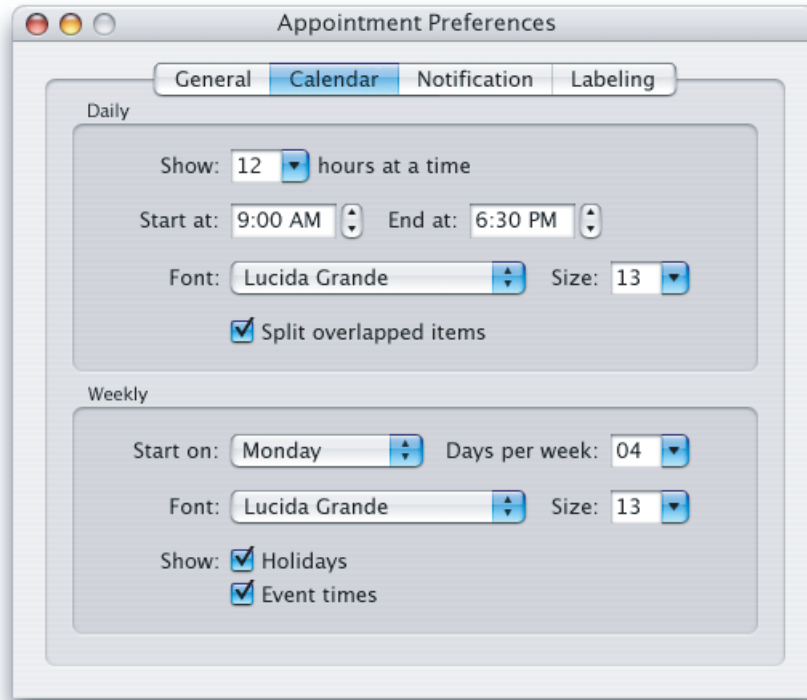 Appointment Preferences
General Calendar Notification Labeling
Daily
Show: 12 hours at a time
Start at: 9:00 AM End at: 6:30 PM
Font: Lucida Grande Size: 13
Split overlapped items
Weekly
Start on: Monday Days per week: 04
Font: Lucida Grande Size: 13
Show: Holidays
Event times